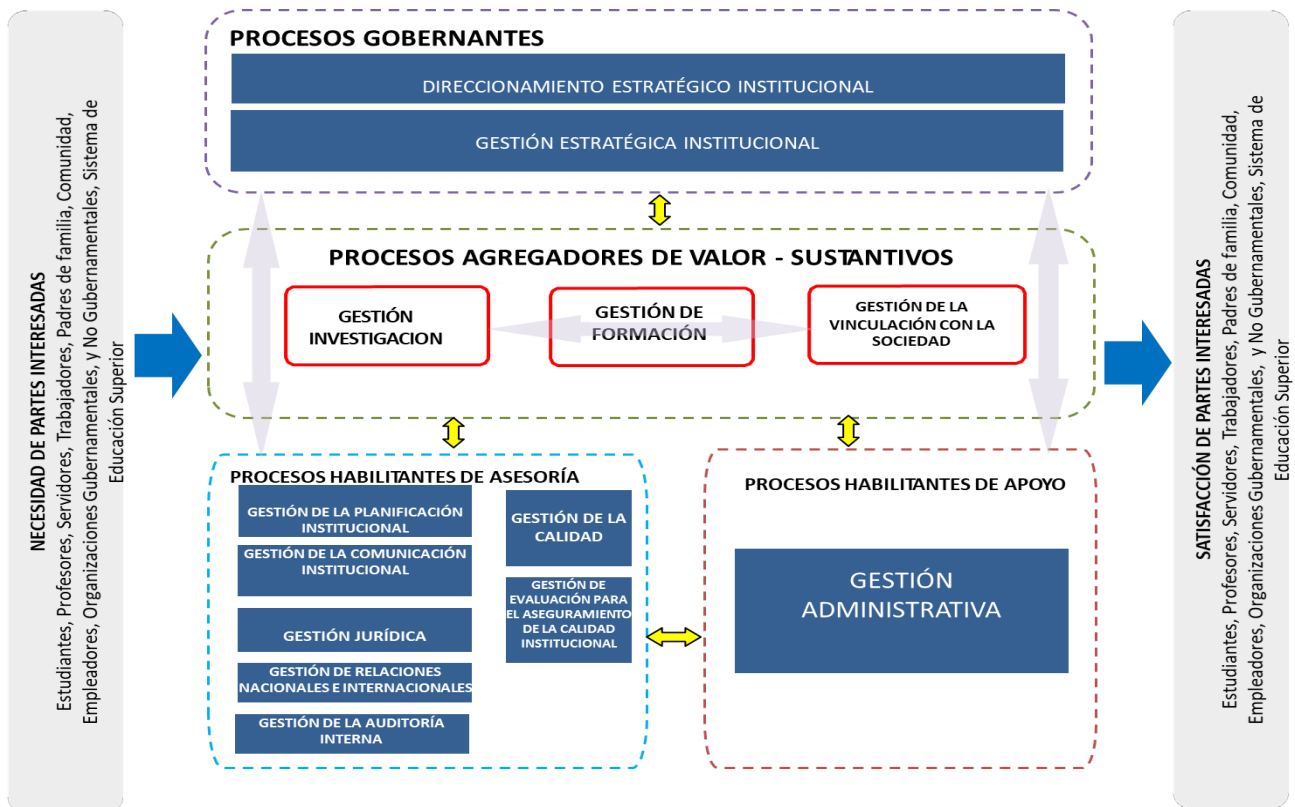 NECESIDAD DE PARTES INTERESADAS
Estudiantes, Profesores, Servidores, Trabajadores, Padres de familia, Comunidad,
Empleadores, Organizaciones Gubernamentales, y No Gubernamentales, Sistema de
Educación Superior
PROCESOS GOBERNANTES
DIRECCIONAMIENTO ESTRATÉGICO INSTITUCIONAL
GESTIÓN ESTRATÉGICA INSTITUCIONAL
PROCESOS AGREGADORES DE VALOR - SUSTANTIVOS
GESTIÓN
INVESTIGACION
GESTIÓN DE
FORMACIÓN
GESTIÓN DE LA
VINCULACIÓN CON LA
SOCIEDAD
PROCESOS HABILITANTES DE ASESORÍA
GESTIÓN DE LA PLANIFICACIÓN
INSTITUCIONAL
GESTIÓN DE LA COMUNICACIÓN
INSTITUCIONAL
GESTIÓN JURÍDICA
GESTIÓN DE RELACIONES
NACIONALES E INTERNACIONALES
GESTIÓN DE LA AUDITORÍA
INTERNA
GESTIÓN DE LA
CALIDAD
GESTIÓN DE
EVALUACIÓN PARA
EL ASEGURAMIENTO
DE LA CALIDAD
INSTITUCIONAL
PROCESOS HABILITANTES DE APOYO
GESTIÓN
ADMINISTRATIVA
SATISFACCIÓN DE PARTES INTERESADAS
Estudiantes, Profesores, Servidores, Trabajadores, Padres de familia, Comunidad,
Empleadores, Organizaciones Gubernamentales, y No Gubernamentales, Sistema de
Educación Superior